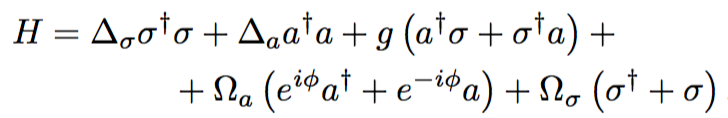 H = Δ_σ σ†σ + Δ_a a†a + g (a†σ + σ†a) +
+ Ω_a (e^{iϕ} a† + e^{−iϕ} a) + Ω_σ (σ† + σ)